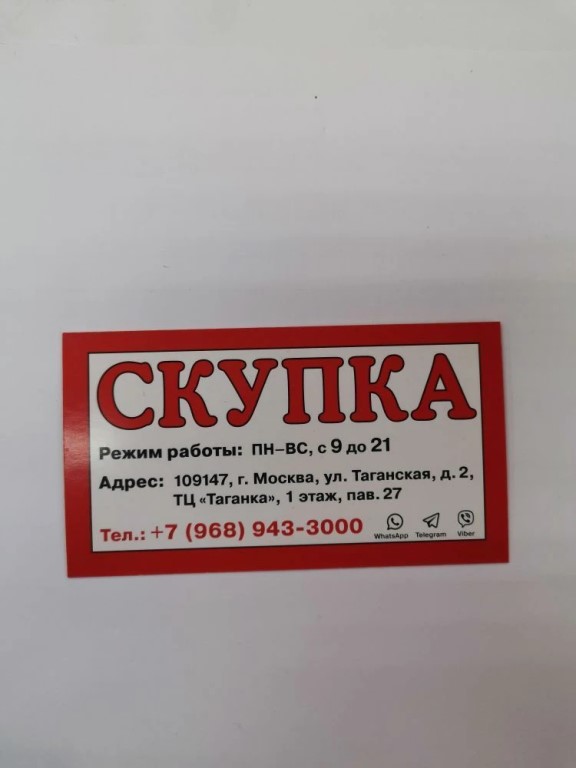 СКУПКА
Режим работы: ПН–ВС, с 9 до 21
Адрес: 109147, г. Москва, ул. Таганская, д. 2,
ТЦ «Таганка», 1 этаж, пав. 27
Тел.: +7 (968) 943-3000
WhatsApp Telegram Viber